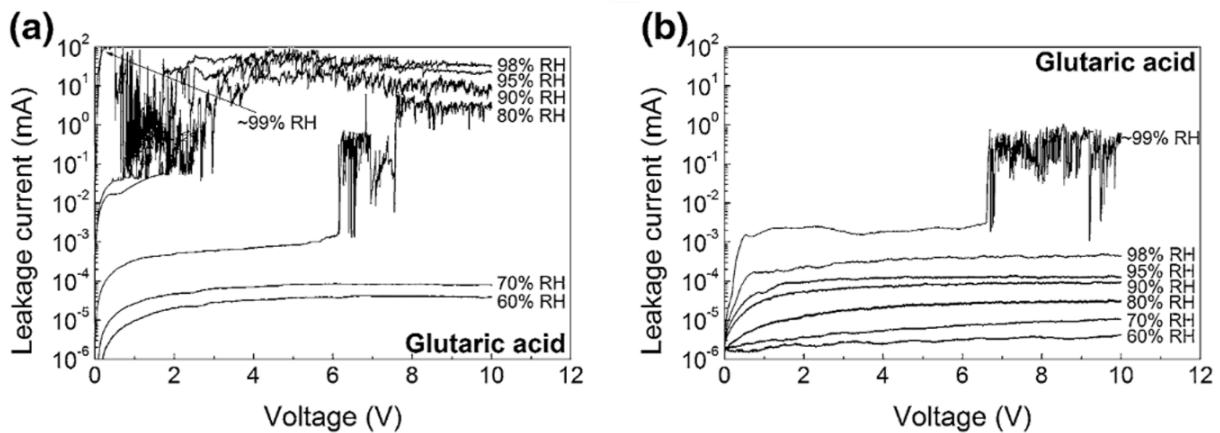 (a)
Leakage current (mA)
10²
10¹
10⁰
10⁻¹
10⁻²
10⁻³
10⁻⁴
10⁻⁵
10⁻⁶
98% RH
95% RH
90% RH
80% RH
~99% RH
70% RH
60% RH
Glutaric acid
0 2 4 6 8 10 12
Voltage (V)
(b)
Leakage current (mA)
10²
10¹
10⁰
10⁻¹
10⁻²
10⁻³
10⁻⁴
10⁻⁵
10⁻⁶
Glutaric acid
~99% RH
98% RH
95% RH
90% RH
80% RH
70% RH
60% RH
0 2 4 6 8 10 12
Voltage (V)